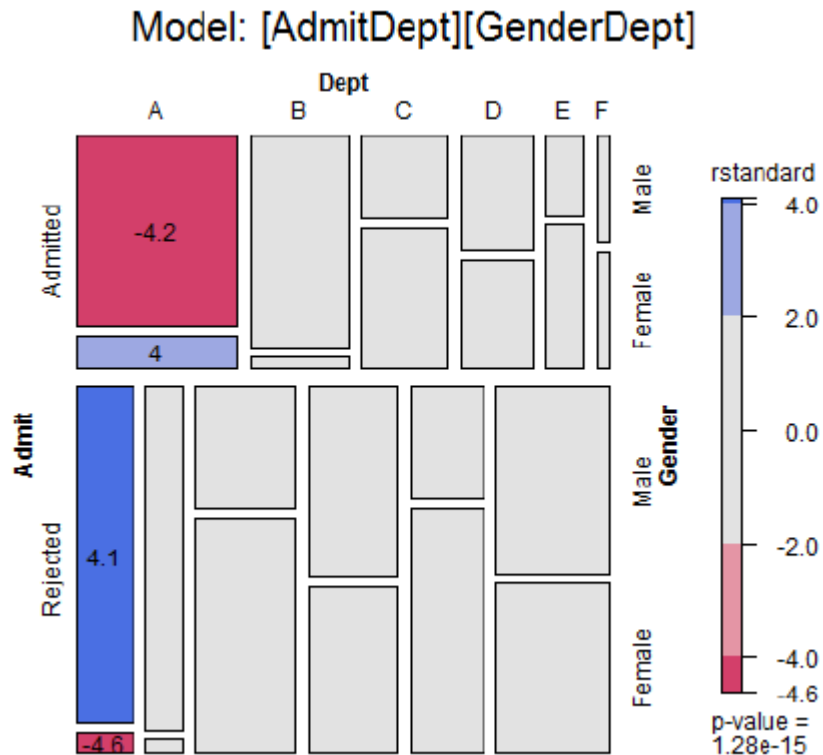 Model: [AdmitDept][GenderDept]
Dept
A B C D E F
Admitted
Rejected
Admit
-4.2
4
4.1
-4.6
Male
Female
Male
Female
Gender
rstandard
4.0
2.0
0.0
-2.0
-4.0
-4.6
p-value =
1.28e-15